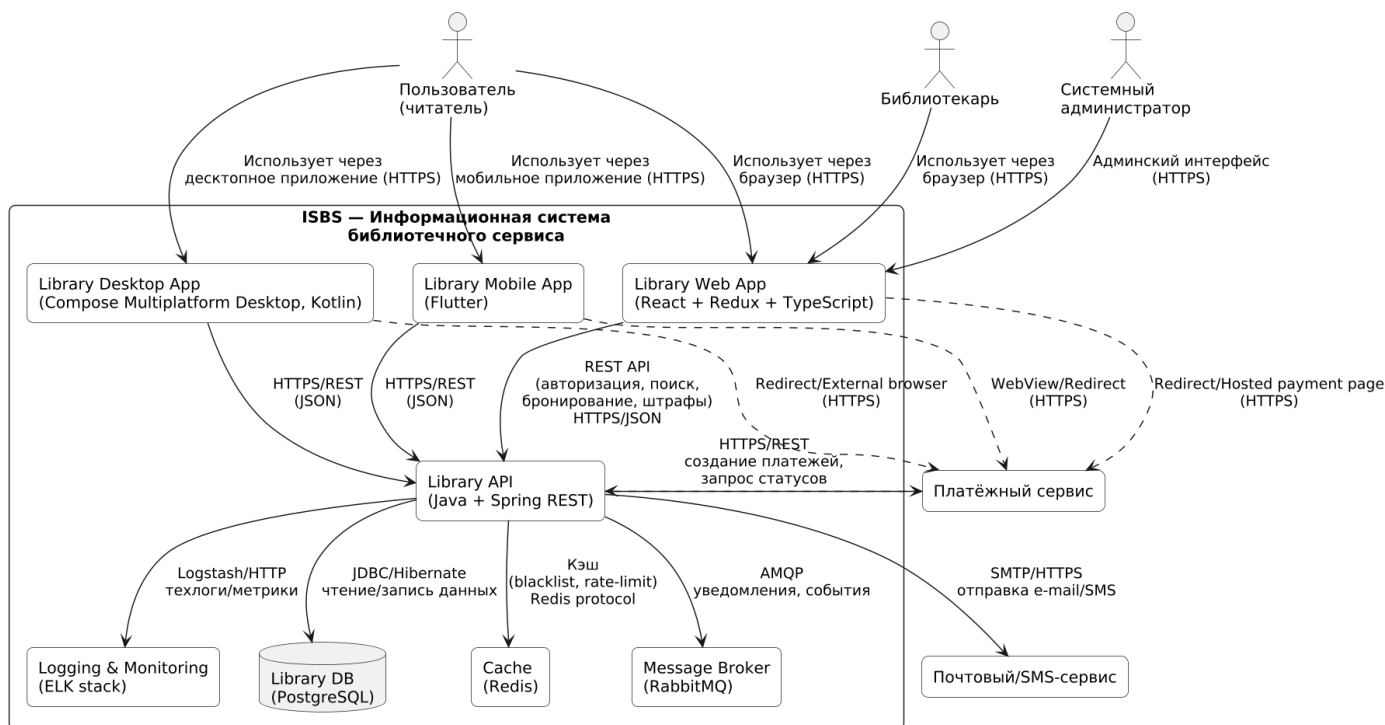 Пользователь
(читатель)
Библиотекарь
Системный
администратор
Использует через
десктопное приложение (HTTPS)
Использует через
мобильное приложение (HTTPS)
Использует через
браузер (HTTPS)
Использует через
браузер (HTTPS)
Админский интерфейс
(HTTPS)
ISBS — Информационная система
библиотечного сервиса
Library Desktop App
(Compose Multiplatform Desktop, Kotlin)
Library Mobile App
(Flutter)
Library Web App
(React + Redux + TypeScript)
HTTPS/REST
(JSON)
HTTPS/REST
(JSON)
REST API
(авторизация, поиск,
бронирование, штрафы)
HTTPS/JSON
Redirect/External browser
(HTTPS)
WebView/Redirect
(HTTPS)
Redirect/Hosted payment page
(HTTPS)
HTTPS/REST
создание платежей,
запрос статусов
Library API
(Java + Spring REST)
Платёжный сервис
Logstash/HTTP
техлоги/метрики
JDBC/Hibernate
чтение/запись данных
Кэш
(blacklist, rate-limit)
Redis protocol
AMQP
уведомления, события
SMTP/HTTPS
отправка e-mail/SMS
Logging & Monitoring
(ELK stack)
Library DB
(PostgreSQL)
Cache
(Redis)
Message Broker
(RabbitMQ)
Почтовый/SMS-сервис